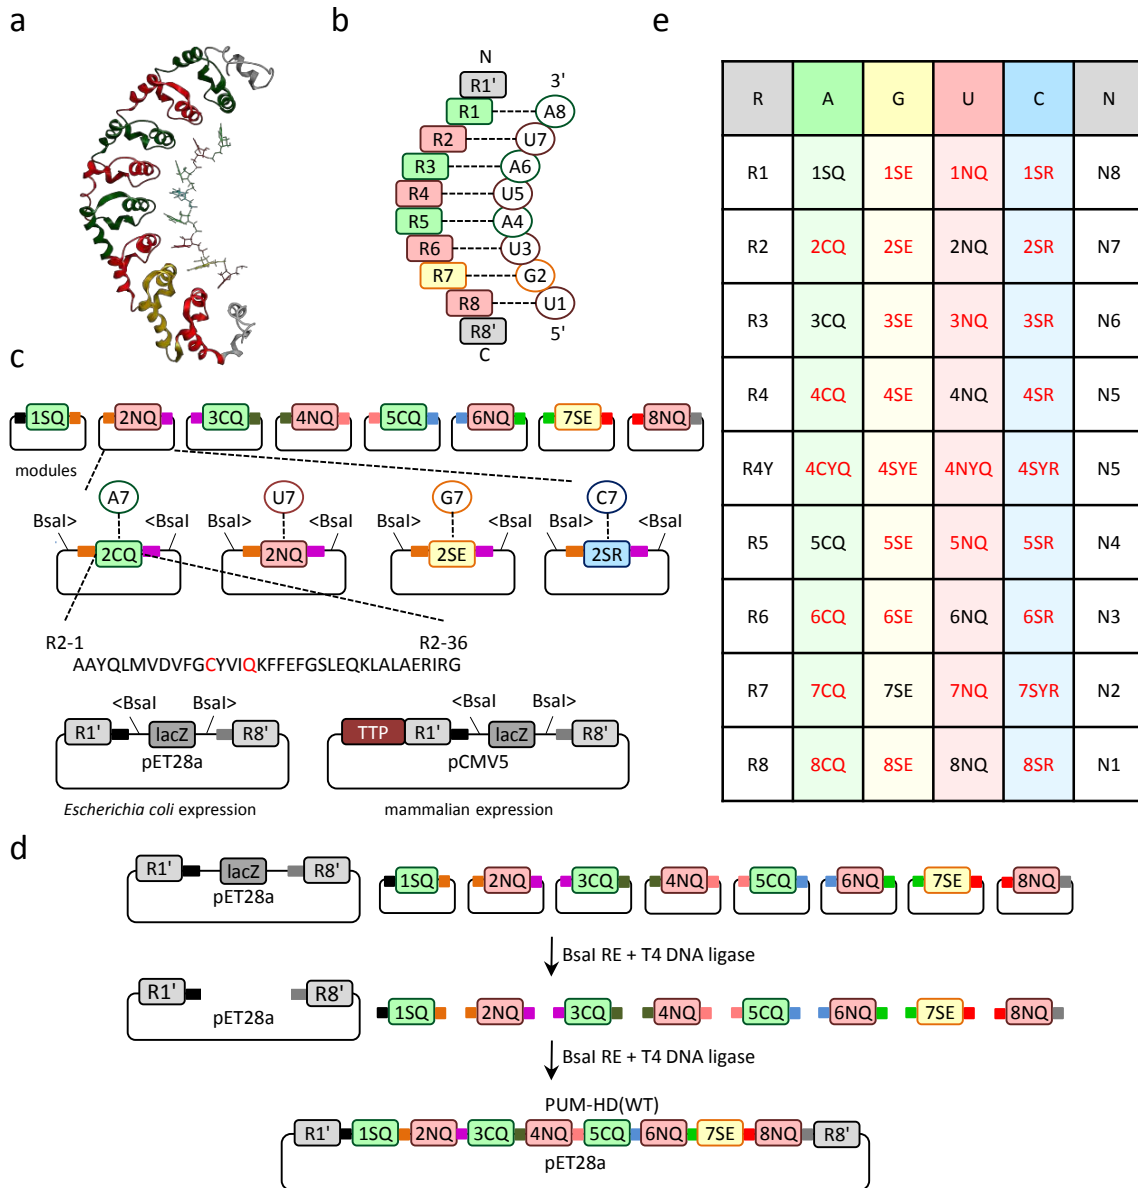 a
b
N
R1'
3'
R1
A8
R2
U7
R3
A6
R4
U5
R5
A4
R6
U3
R7
G2
R8
U1
R8'
5'
C
c
1SQ
2NQ
3CQ
4NQ
5CQ
6NQ
7SE
8NQ
modules
A7
U7
G7
C7
BsaI>
<BsaI
BsaI>
<BsaI
BsaI>
<BsaI
BsaI>
<BsaI
2CQ
2NQ
2SE
2SR
R2-1
R2-36
AAYQLMVDVFGCYVIQKFFEFGSLEQKLALAERIRG
<BsaI
BsaI>
R1'
lacZ
R8'
pET28a
Escherichia coli expression
<BsaI
BsaI>
TTP
R1'
lacZ
R8'
pCMV5
mammalian expression
d
R1'
lacZ
R8'
pET28a
1SQ
2NQ
3CQ
4NQ
5CQ
6NQ
7SE
8NQ
BsaI RE + T4 DNA ligase
R1'
R8'
pET28a
1SQ
2NQ
3CQ
4NQ
5CQ
6NQ
7SE
8NQ
BsaI RE + T4 DNA ligase
PUM-HD(WT)
R1'
1SQ
2NQ
3CQ
4NQ
5CQ
6NQ
7SE
8NQ
R8'
pET28a
e
R A G U C N
R1 1SQ 1SE 1NQ 1SR N8
R2 2CQ 2SE 2NQ 2SR N7
R3 3CQ 3SE 3NQ 3SR N6
R4 4CQ 4SE 4NQ 4SR N5
R4Y 4CYQ 4SYE 4NYQ 4SYR N5
R5 5CQ 5SE 5NQ 5SR N4
R6 6CQ 6SE 6NQ 6SR N3
R7 7CQ 7SE 7NQ 7SYR N2
R8 8CQ 8SE 8NQ 8SR N1